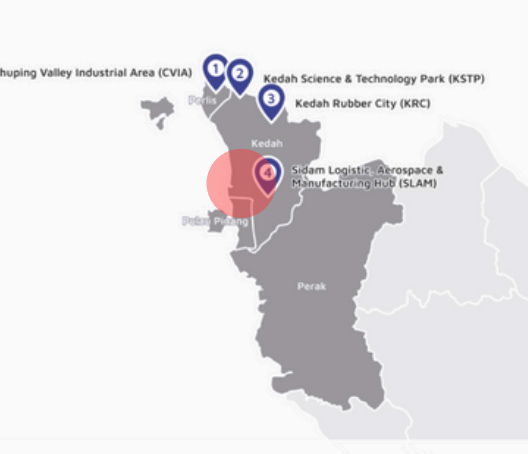 huping Valley Industrial Area (CVIA)
1
2
Kedah Science & Technology Park (KSTP)
3
Kedah Rubber City (KRC)
Perlis
Kedah
4
Sidam Logistic, Aerospace &
Manufacturing Hub (SLAM)
Pulau Pinang
Perak